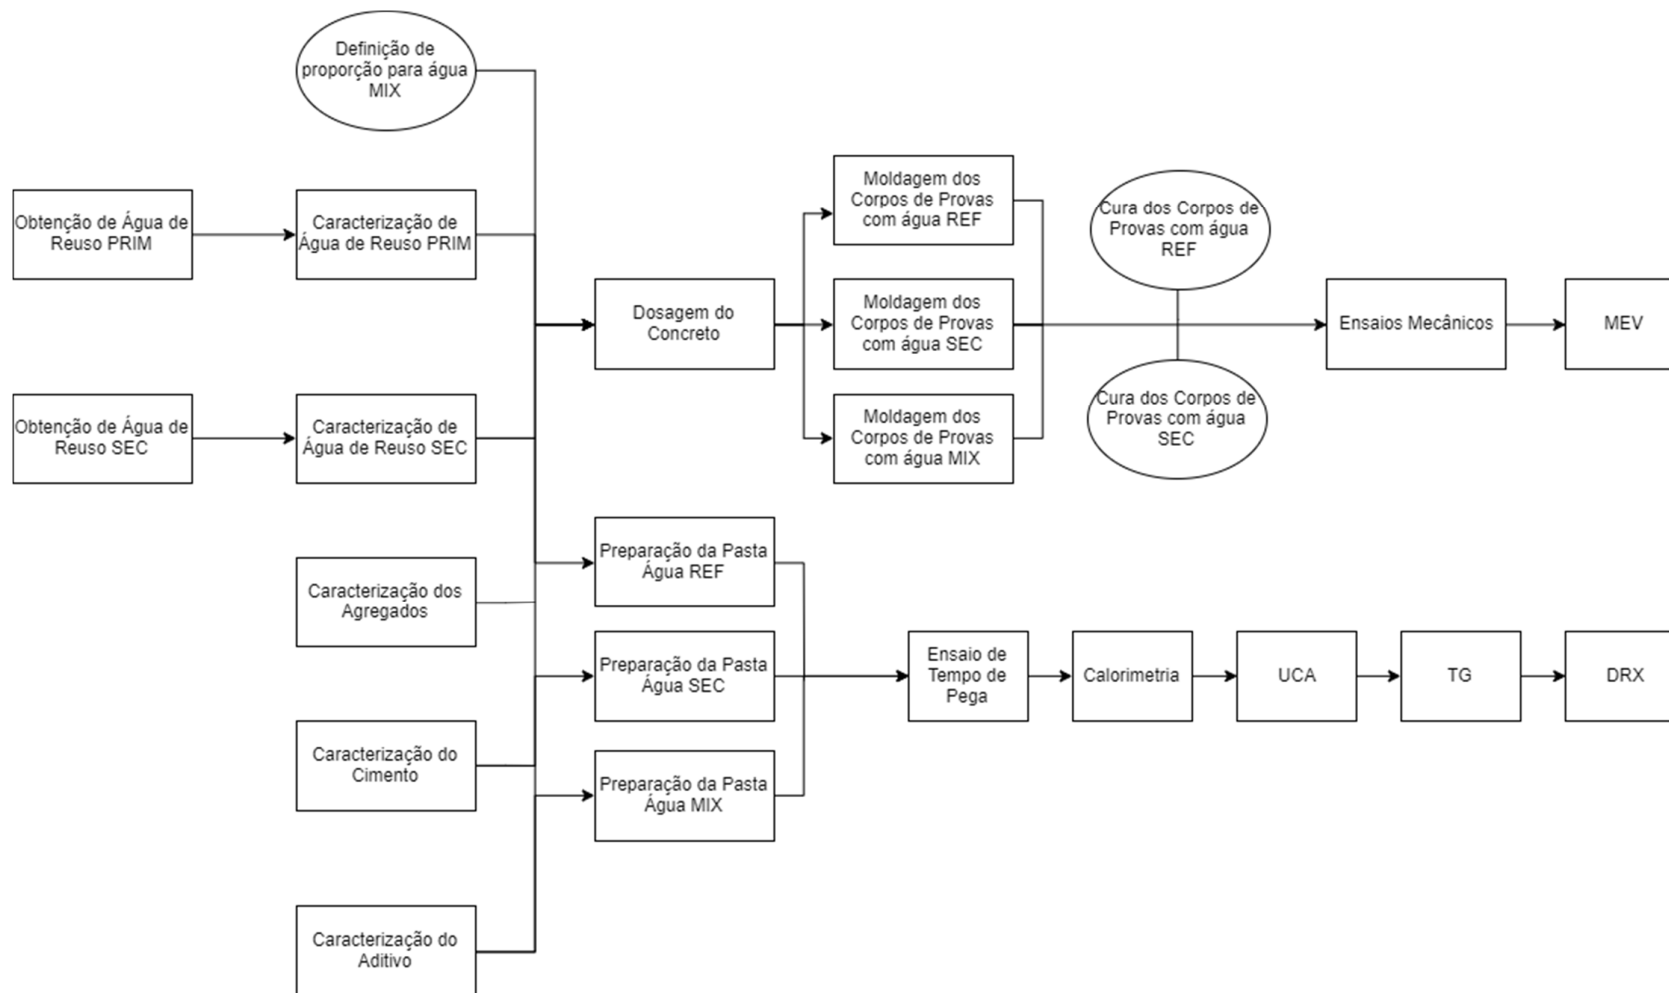 Definição de
proporção para água
MIX
Obtenção de Água de
Reuso PRIM
Caracterização de
Água de Reuso PRIM
Obtenção de Água de
Reuso SEC
Caracterização de
Água de Reuso SEC
Caracterização dos
Agregados
Caracterização do
Cimento
Caracterização do
Aditivo
Dosagem do
Concreto
Moldagem dos
Corpos de Provas
com água REF
Moldagem dos
Corpos de Provas
com água SEC
Moldagem dos
Corpos de Provas
com água MIX
Cura dos Corpos de
Provas com água
REF
Cura dos Corpos de
Provas com água
SEC
Ensaios Mecânicos
MEV
Preparação da Pasta
Água REF
Preparação da Pasta
Água SEC
Preparação da Pasta
Água MIX
Ensaio de
Tempo de
Pega
Calorimetria
UCA
TG
DRX